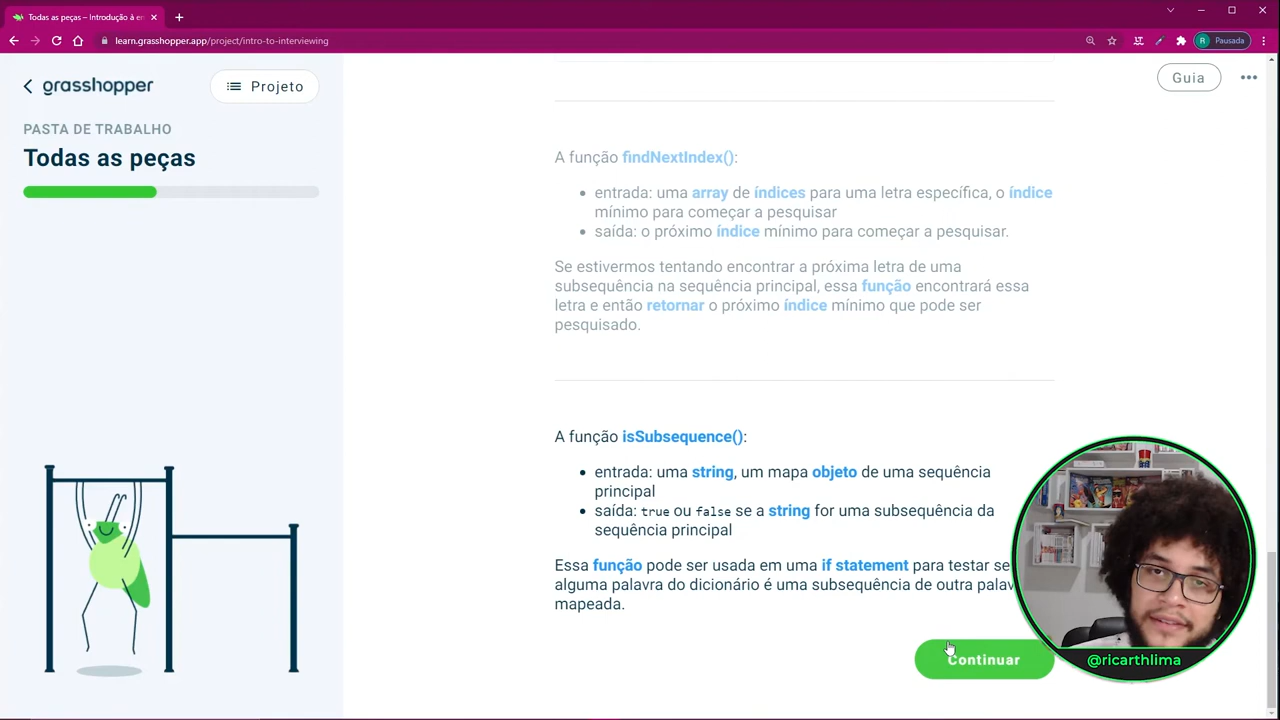 Todas as peças – Introdução à en
learn.grasshopper.app/project/intro-to-interviewing
R Pausada
grasshopper
Projeto
Guia
PASTA DE TRABALHO
Todas as peças
A função findNextIndex():
entrada: uma array de índices para uma letra específica, o índice
mínimo para começar a pesquisar
saída: o próximo índice mínimo para começar a pesquisar.
Se estivermos tentando encontrar a próxima letra de uma
subsequência na sequência principal, essa função encontrará essa
letra e então retornar o próximo índice mínimo que pode ser
pesquisado.
A função isSubsequence():
entrada: uma string, um mapa objeto de uma sequência
principal
saída: true ou false se a string for uma subsequência da
sequência principal
Essa função pode ser usada em uma if statement para testar se
alguma palavra do dicionário é uma subsequência de outra palav
mapeada.
Continuar
@ricarthlima